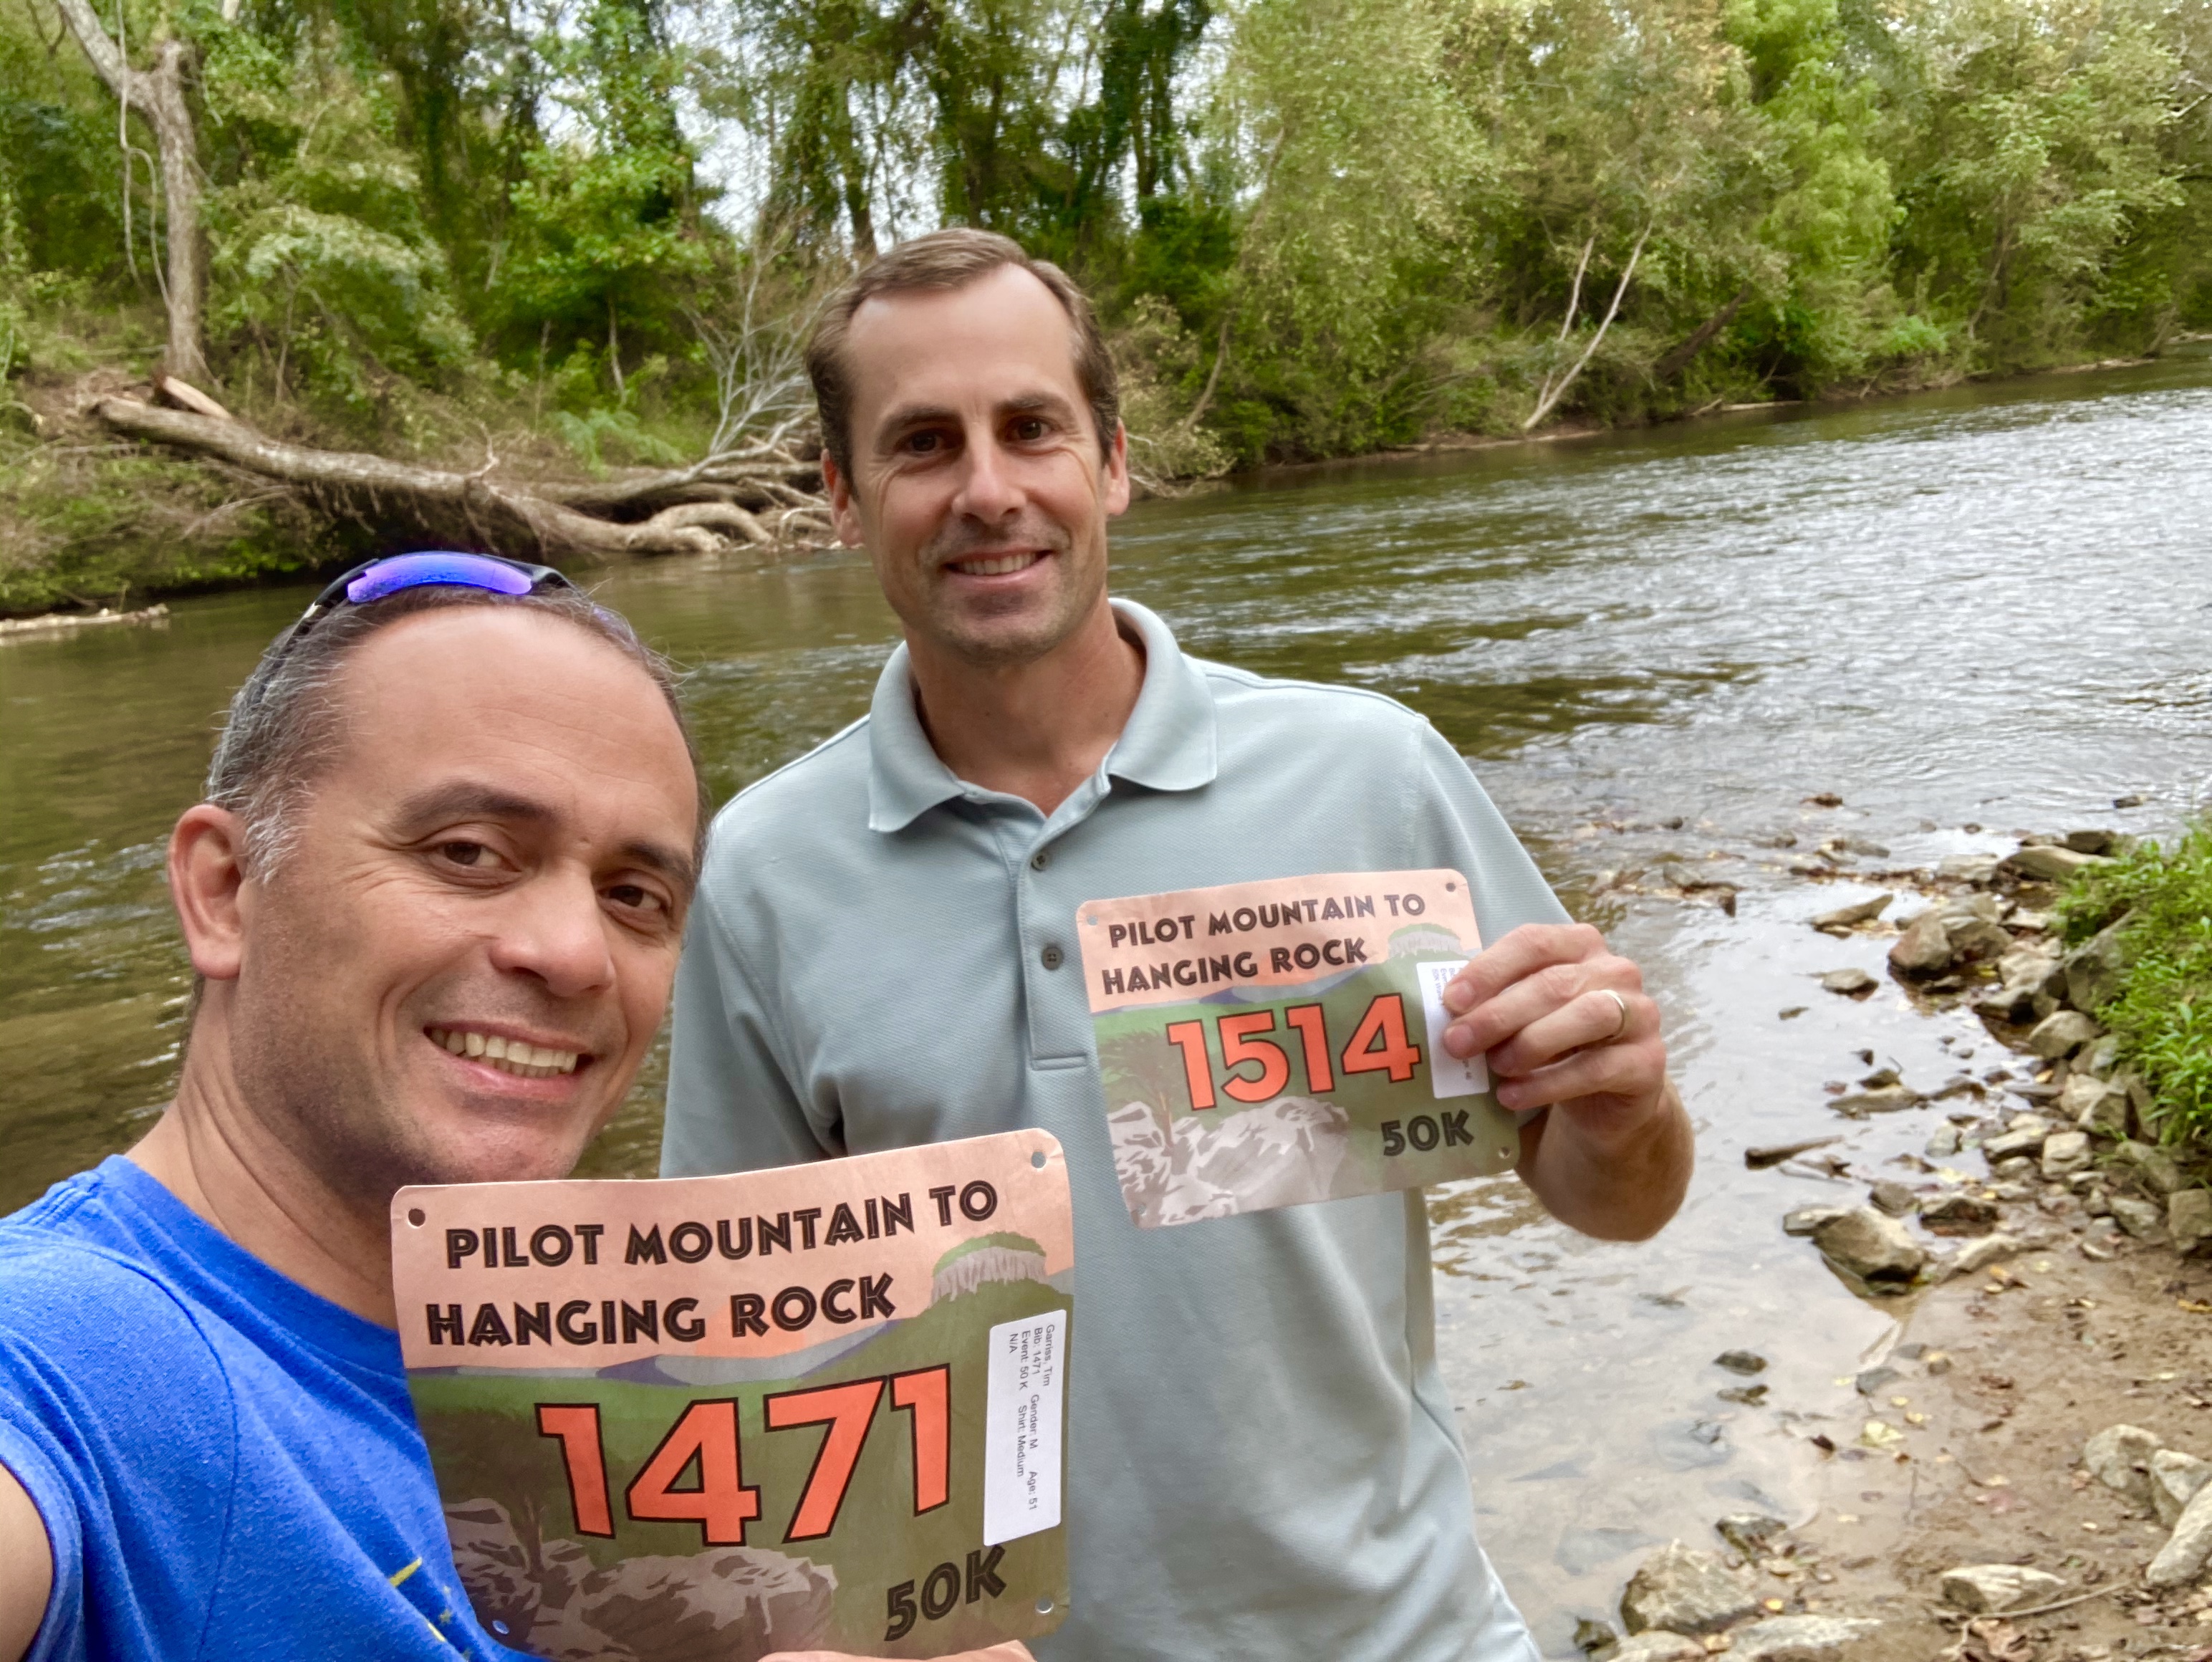 PILOT MOUNTAIN TO
HANGING ROCK
1514
50K
PILOT MOUNTAIN TO
HANGING ROCK
1471
50K
Garriss, Tim
Bib: 1471 Gender: M Age: 51
Event: 50 K Shirt: Medium
N/A